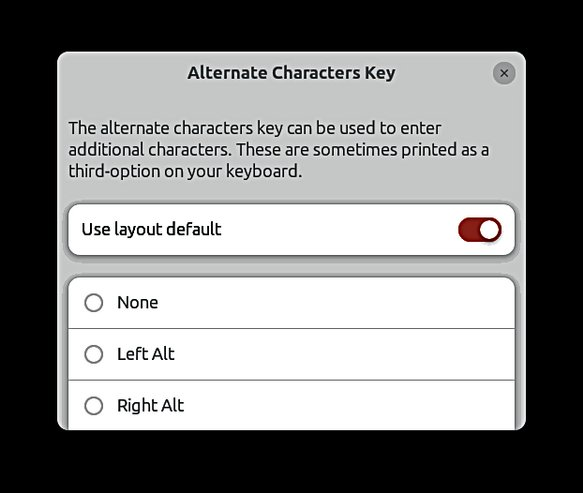 Alternate Characters Key
The alternate characters key can be used to enter
additional characters. These are sometimes printed as a
third-option on your keyboard.
Use layout default
None
Left Alt
Right Alt